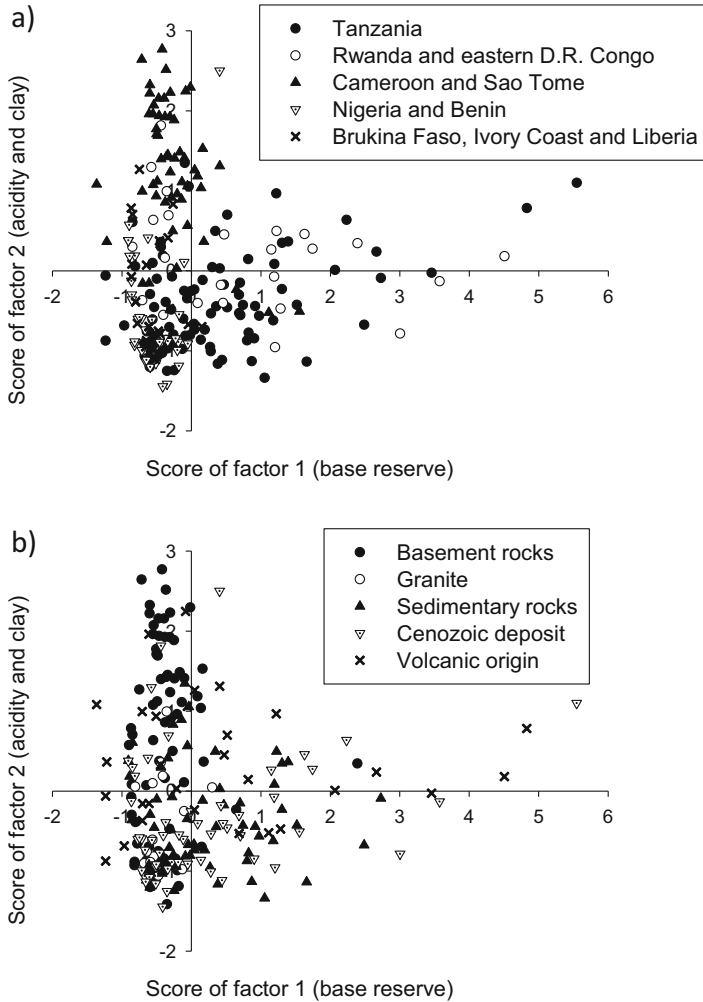 a)
3
Tanzania
Rwanda and eastern D.R. Congo
Cameroon and Sao Tome
2
Nigeria and Benin
Brukina Faso, Ivory Coast and Liberia
Score of factor 2 (acidity and clay)
-2 -1 1 2 3 4 5 6
-2
Score of factor 1 (base reserve)
b)
3
Basement rocks
Granite
Sedimentary rocks
2
Cenozoic deposit
Volcanic origin
Score of factor 2 (acidity and clay)
-2 -1 1 2 3 4 5 6
-2
Score of factor 1 (base reserve)